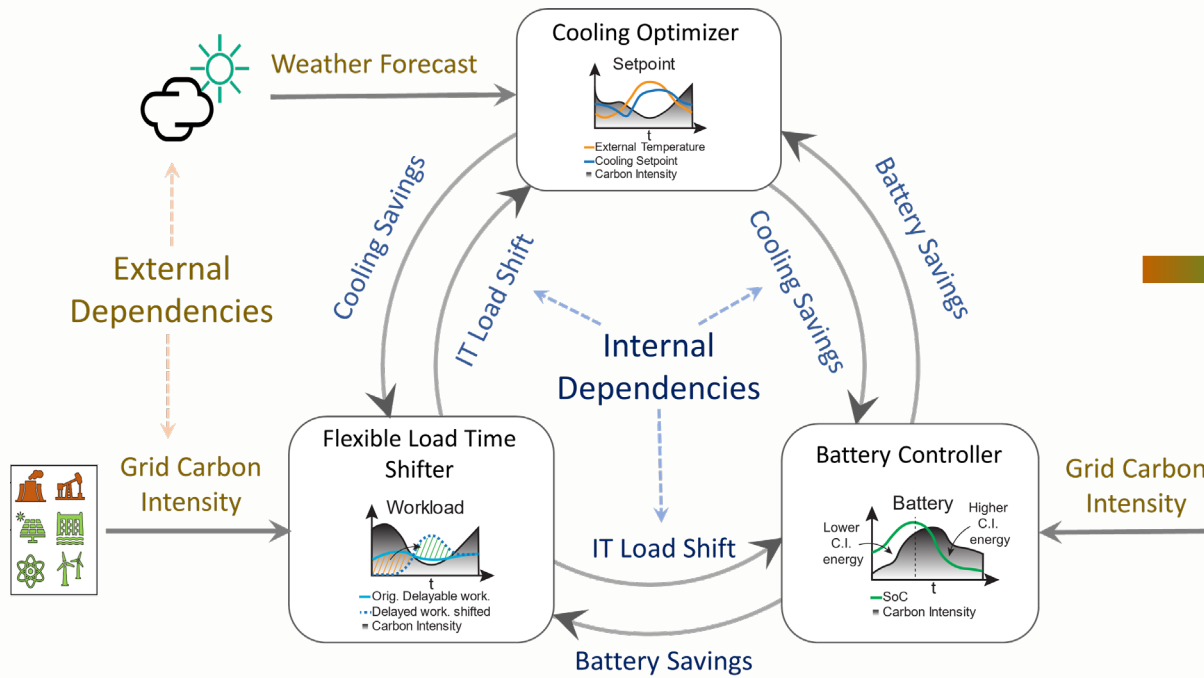 Cooling Optimizer
Setpoint
t
External Temperature
Cooling Setpoint
Carbon Intensity
Weather Forecast
Cooling Savings
IT Load Shift
Cooling Savings
Battery Savings
External
Dependencies
Internal
Dependencies
Grid Carbon
Intensity
Flexible Load Time
Shifter
Workload
t
Orig. Delayable work.
Delayed work. shifted
Carbon Intensity
IT Load Shift
Battery Savings
Battery Controller
Battery
Lower
C.I.
energy
Higher
C.I.
energy
t
SoC
Carbon Intensity
Grid Carbon
Intensity